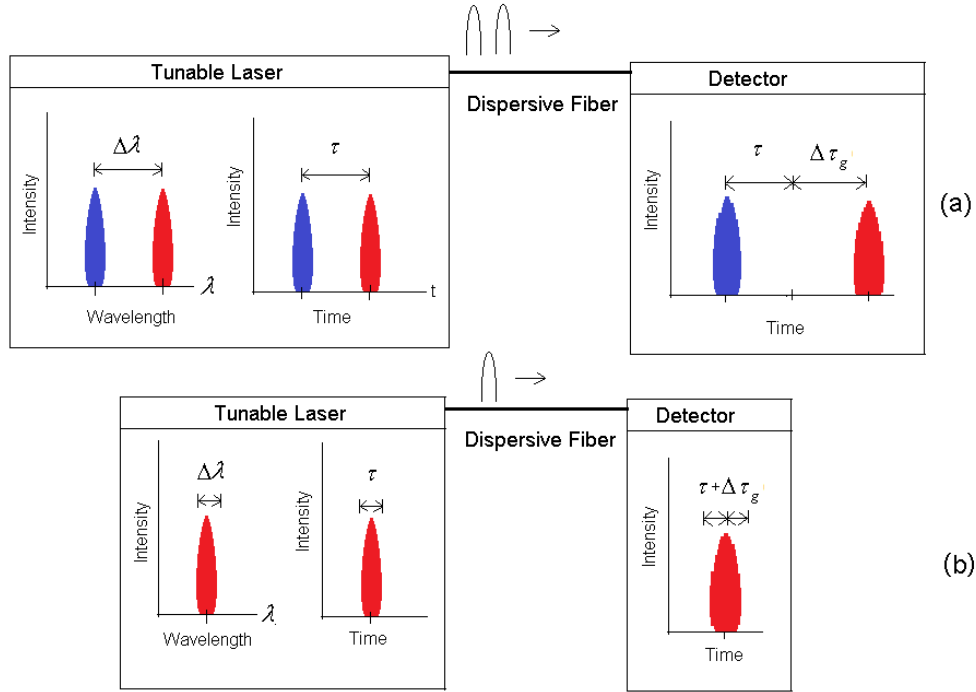 Tunable Laser
Dispersive Fiber
Detector
Intensity
Δλ
λ
Wavelength
Intensity
τ
t
Time
Intensity
τ
Δτg
Time
(a)
Tunable Laser
Dispersive Fiber
Detector
Intensity
Δλ
λ
Wavelength
Intensity
τ
Time
Intensity
τ+Δτg
Time
(b)